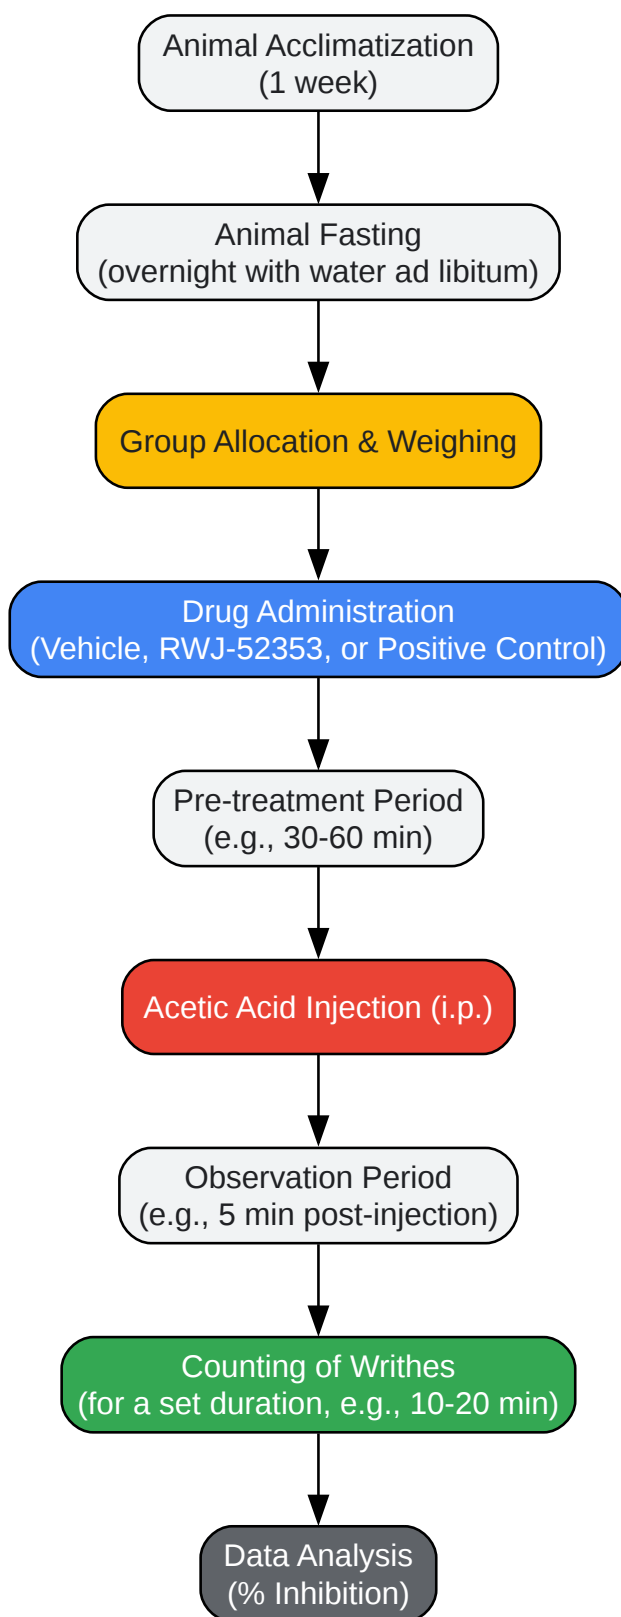 Animal Acclimatization
(1 week)
Animal Fasting
(overnight with water ad libitum)
Group Allocation & Weighing
Drug Administration
(Vehicle, RWJ-52353, or Positive Control)
Pre-treatment Period
(e.g., 30-60 min)
Acetic Acid Injection (i.p.)
Observation Period
(e.g., 5 min post-injection)
Counting of Writhes
(for a set duration, e.g., 10-20 min)
Data Analysis
(% Inhibition)